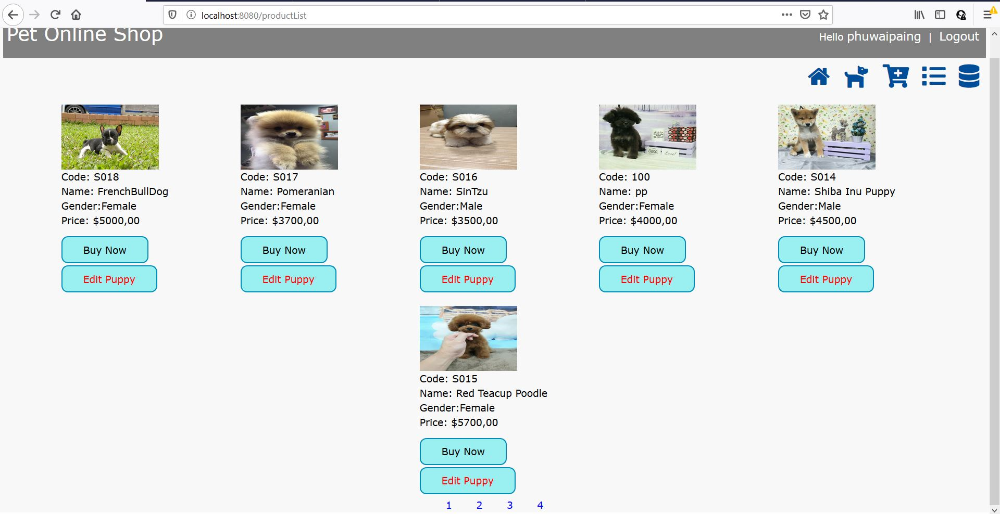 localhost:8080/productList
Pet Online Shop
Hello phuwaipaing | Logout
Code: S018
Name: FrenchBullDog
Gender:Female
Price: $5000,00
Buy Now
Edit Puppy
Code: S017
Name: Pomeranian
Gender:Female
Price: $3700,00
Buy Now
Edit Puppy
Code: S016
Name: SinTzu
Gender:Male
Price: $3500,00
Buy Now
Edit Puppy
Good Love!
Code: 100
Name: pp
Gender:Female
Price: $4000,00
Buy Now
Edit Puppy
Code: S014
Name: Shiba Inu Puppy
Gender:Male
Price: $4500,00
Buy Now
Edit Puppy
Code: S015
Name: Red Teacup Poodle
Gender:Female
Price: $5700,00
Buy Now
Edit Puppy
1 2 3 4